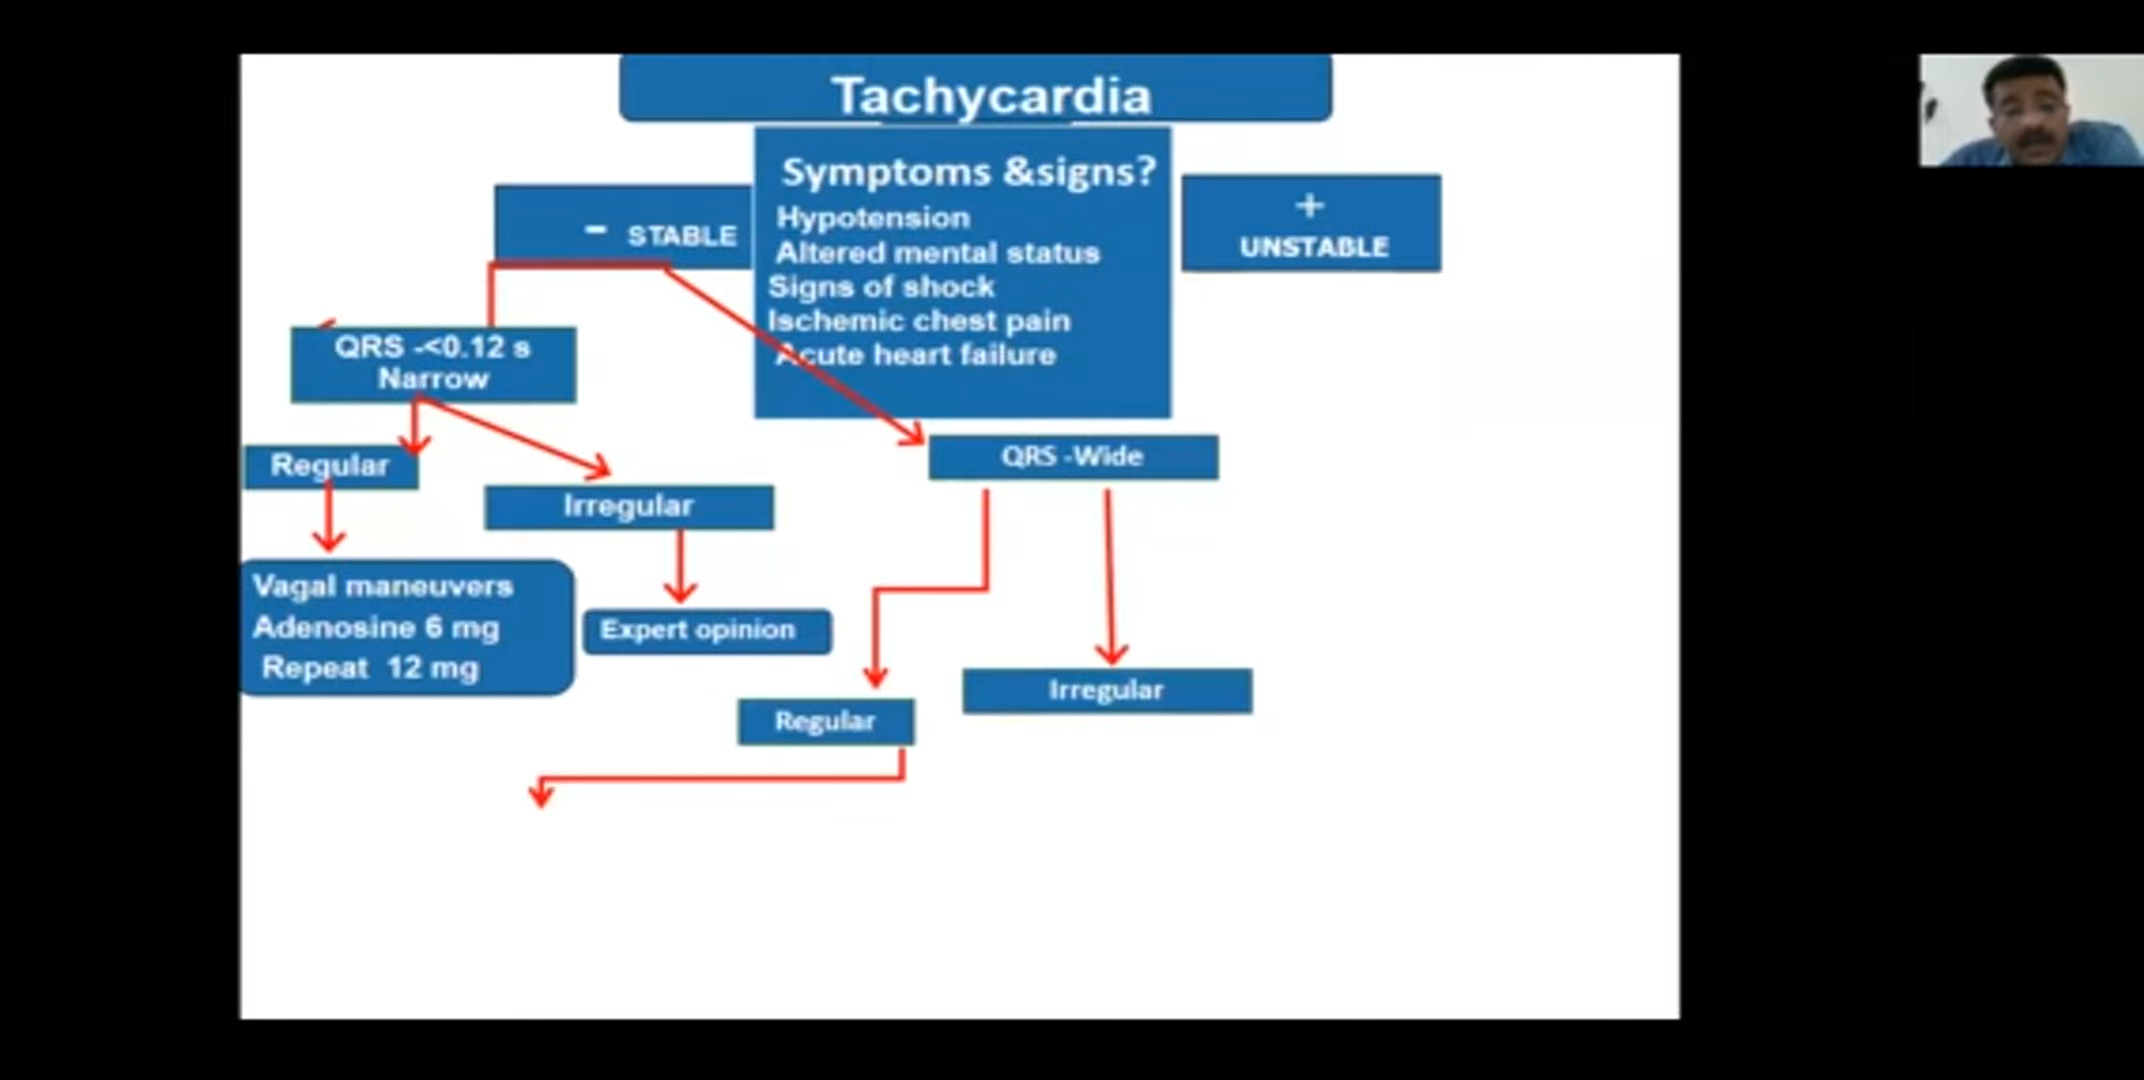 Tachycardia
Symptoms &signs?
Hypotension
Altered mental status
Signs of shock
Ischemic chest pain
Acute heart failure
- STABLE
+
UNSTABLE
QRS -<0.12 s
Narrow
QRS -Wide
Regular
Irregular
Vagal maneuvers
Adenosine 6 mg
Repeat 12 mg
Expert opinion
Regular
Irregular